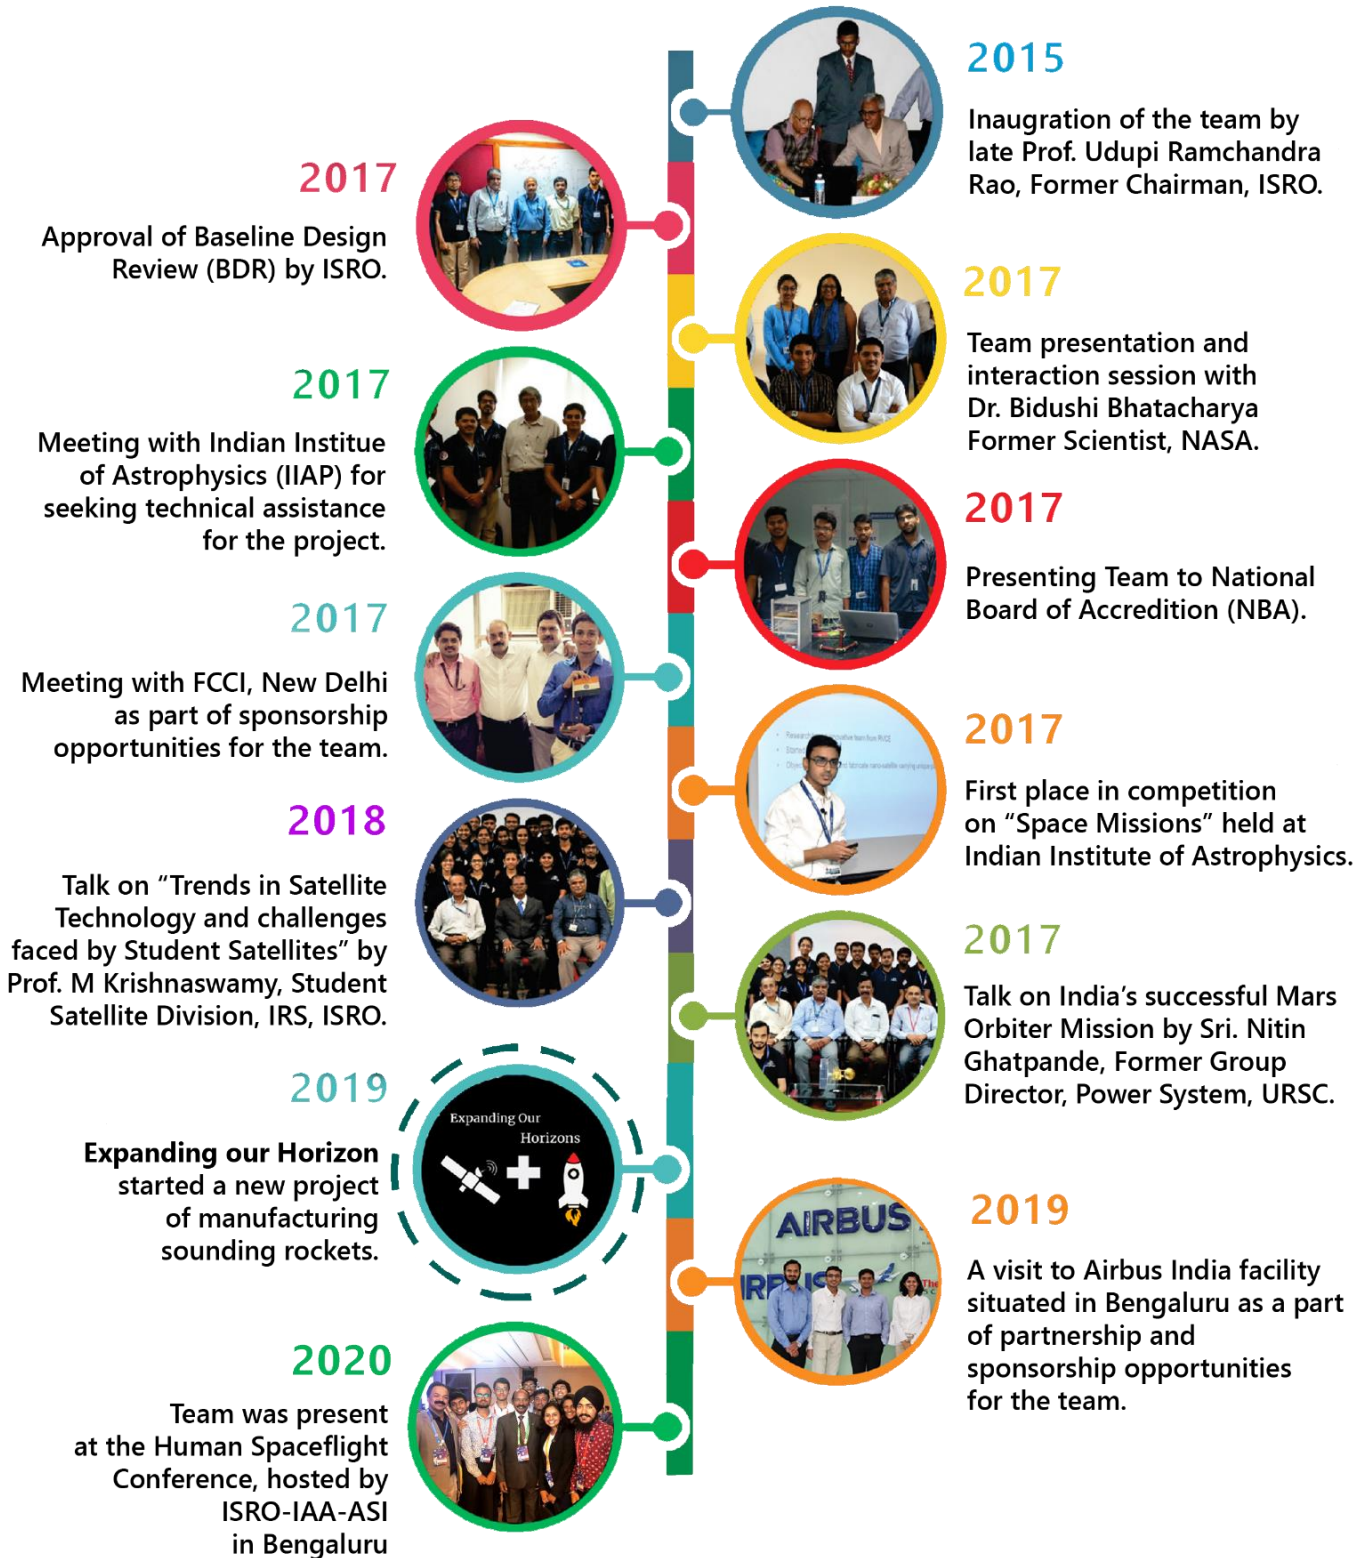 2015
Inaugration of the team by
late Prof. Udupi Ramchandra
Rao, Former Chairman, ISRO.
2017
Approval of Baseline Design
Review (BDR) by ISRO.
2017
Team presentation and
interaction session with
Dr. Bidushi Bhatacharya
Former Scientist, NASA.
2017
Meeting with Indian Institue
of Astrophysics (IIAP) for
seeking technical assistance
for the project.
2017
Presenting Team to National
Board of Accredition (NBA).
2017
Meeting with FCCI, New Delhi
as part of sponsorship
opportunities for the team.
2017
First place in competition
on “Space Missions” held at
Indian Institute of Astrophysics.
2018
Talk on “Trends in Satellite
Technology and challenges
faced by Student Satellites” by
Prof. M Krishnaswamy, Student
Satellite Division, IRS, ISRO.
2017
Talk on India’s successful Mars
Orbiter Mission by Sri. Nitin
Ghatpande, Former Group
Director, Power System, URSC.
2019
Expanding Our
Horizons
Expanding our Horizon
started a new project
of manufacturing
sounding rockets.
2019
AIRBUS
A visit to Airbus India facility
situated in Bengaluru as a part
of partnership and
sponsorship opportunities
for the team.
2020
Team was present
at the Human Spaceflight
Conference, hosted by
ISRO-IAA-ASI
in Bengaluru